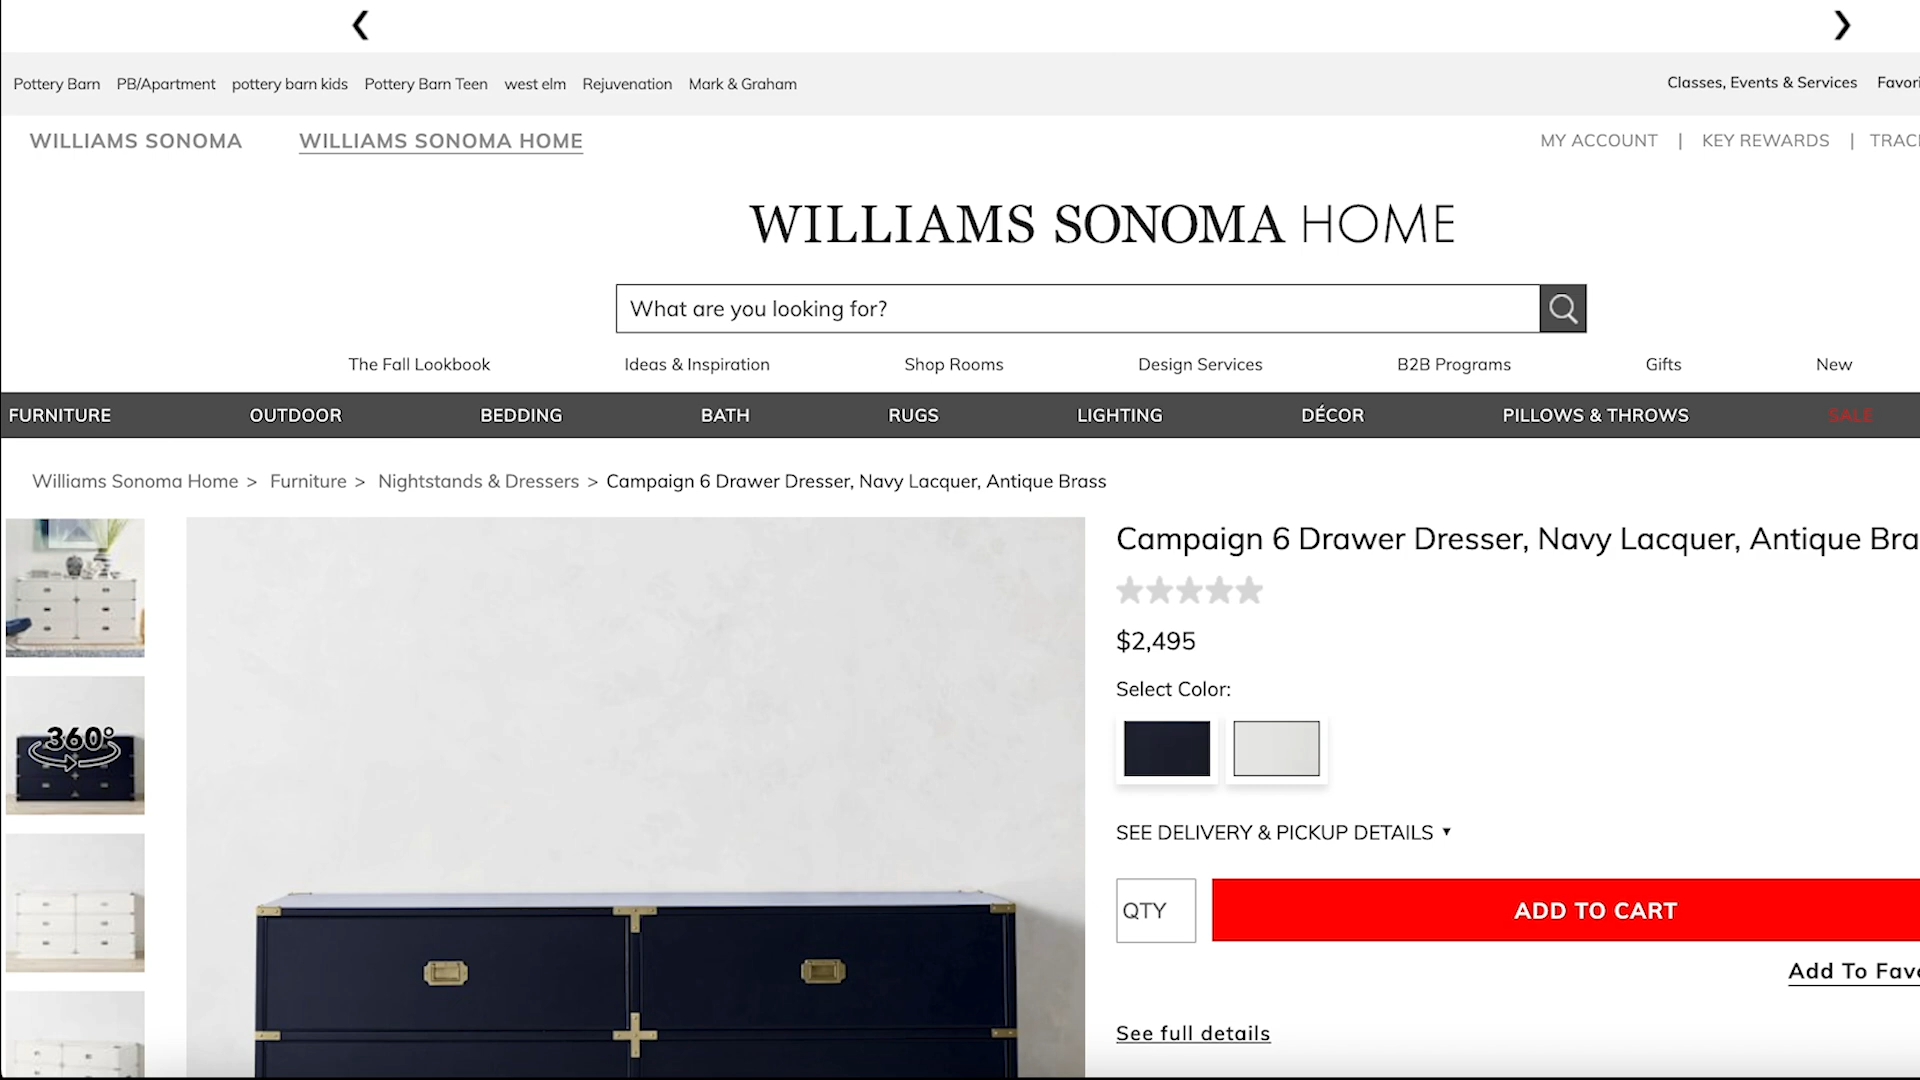 Pottery Barn PB/Apartment pottery barn kids Pottery Barn Teen west elm Rejuvenation Mark & Graham
Classes, Events & Services
WILLIAMS SONOMA WILLIAMS SONOMA HOME
MY ACCOUNT | KEY REWARDS |
WILLIAMS SONOMA HOME
What are you looking for?
The Fall Lookbook Ideas & Inspiration Shop Rooms Design Services B2B Programs Gifts New
FURNITURE OUTDOOR BEDDING BATH RUGS LIGHTING DÉCOR PILLOWS & THROWS SALE
Williams Sonoma Home > Furniture > Nightstands & Dressers > Campaign 6 Drawer Dresser, Navy Lacquer, Antique Brass
360°
Campaign 6 Drawer Dresser, Navy Lacquer, Antique Bra
$2,495
Select Color:
SEE DELIVERY & PICKUP DETAILS
QTY
ADD TO CART
Add To Fav
See full details